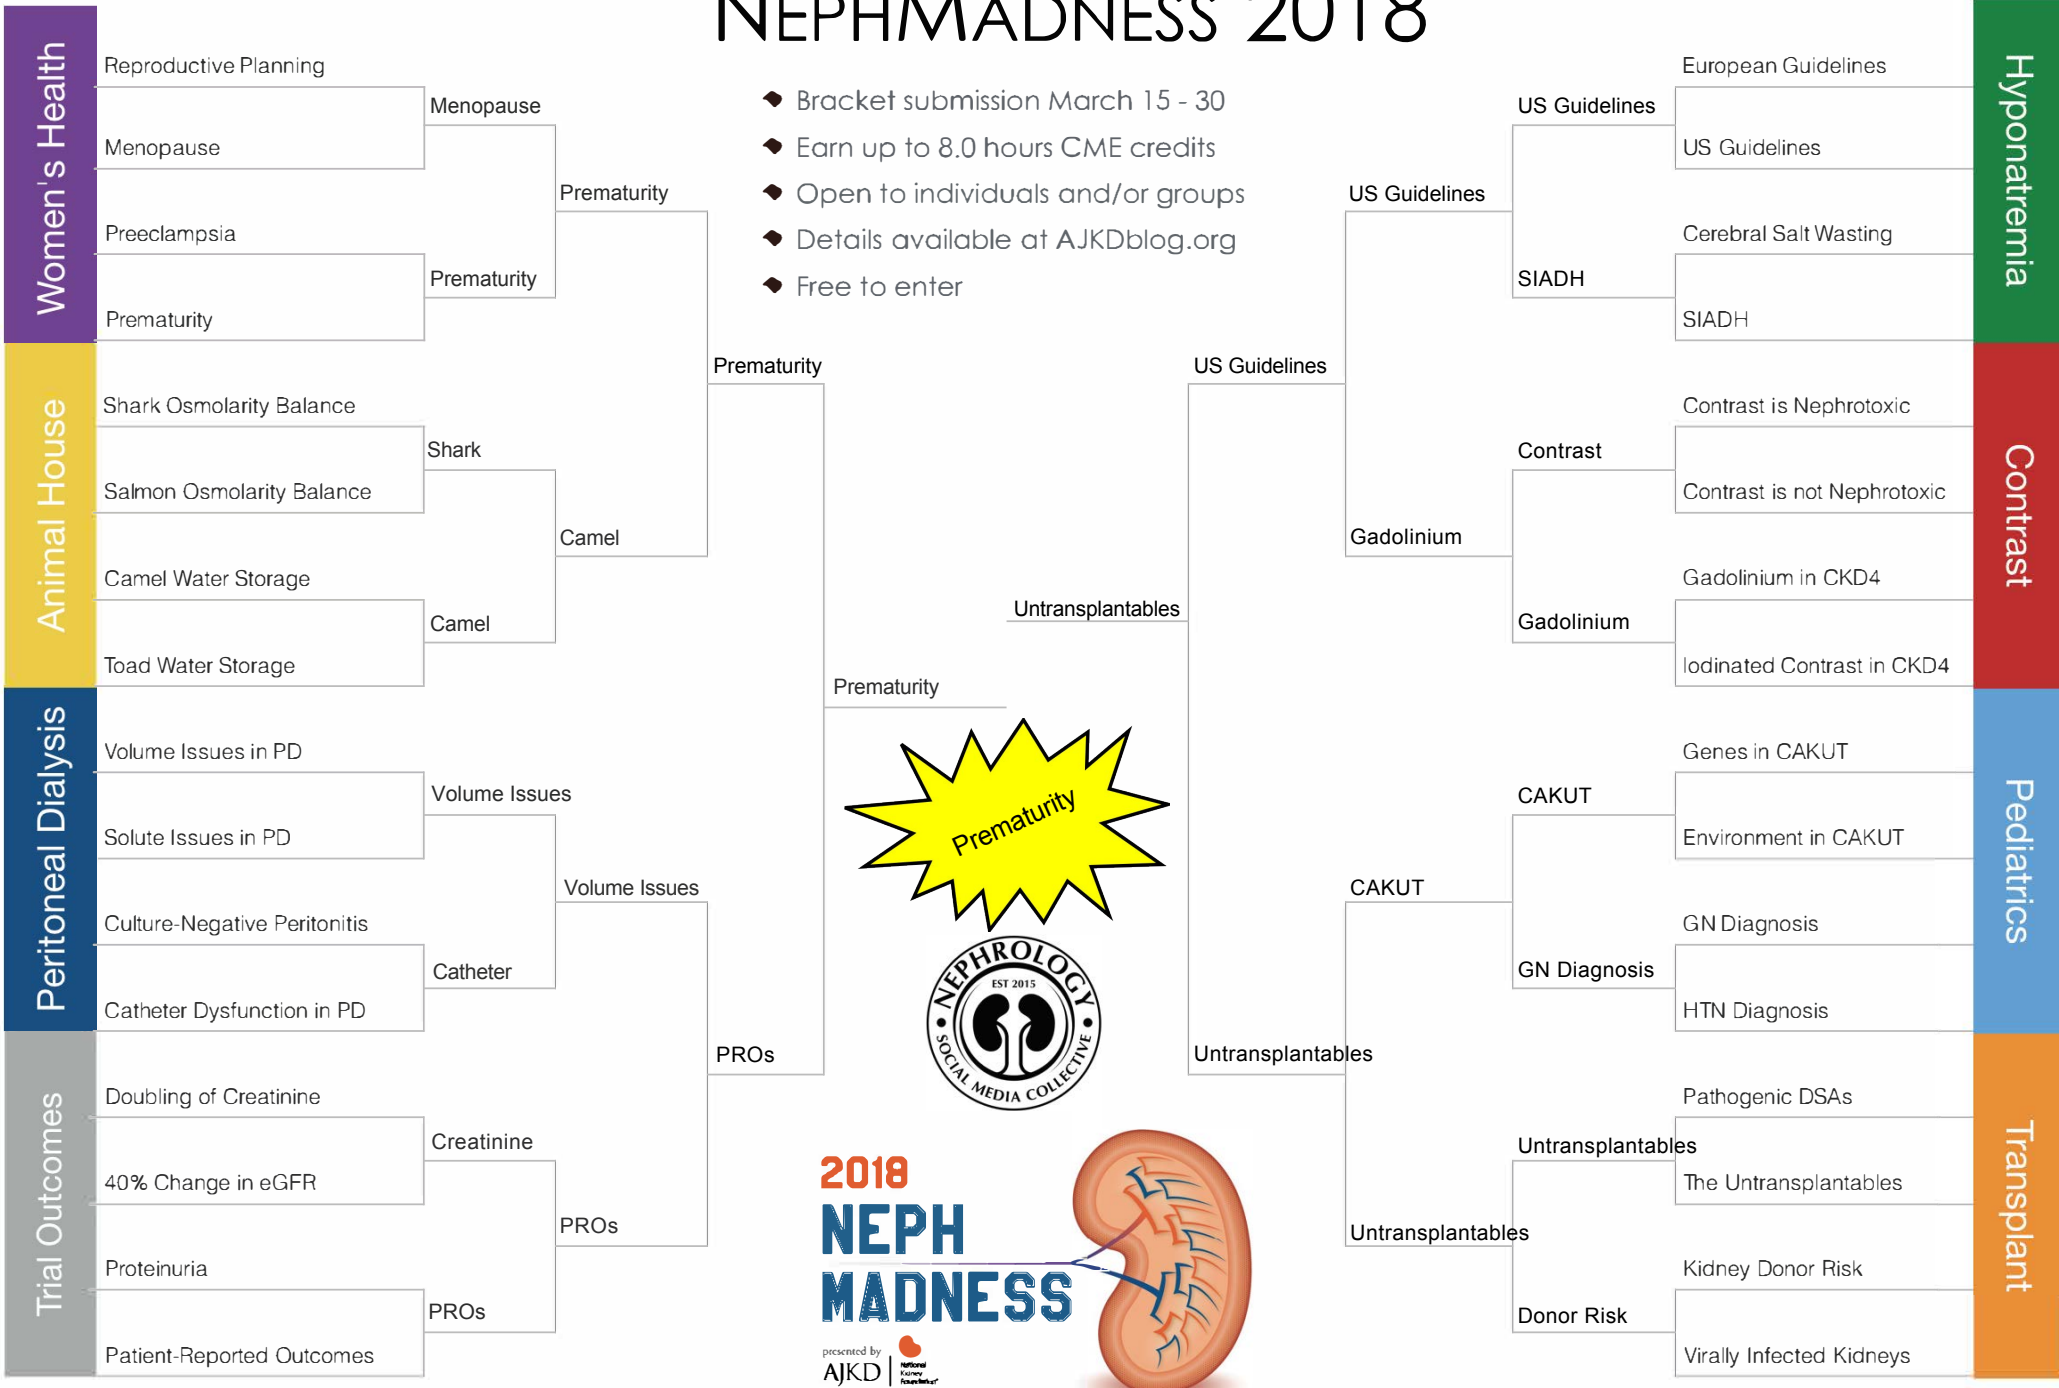 NEPHMADNESS 2018
Bracket submission March 15 - 30
Earn up to 8.0 hours CME credits
Open to individuals and/or groups
Details available at AJKDblog.org
Free to enter
Women's Health
Reproductive Planning
Menopause
Preeclampsia
Prematurity
Menopause
Prematurity
Prematurity
Animal House
Shark Osmolarity Balance
Salmon Osmolarity Balance
Camel Water Storage
Toad Water Storage
Shark
Camel
Camel
Prematurity
Peritoneal Dialysis
Volume Issues in PD
Solute Issues in PD
Culture-Negative Peritonitis
Catheter Dysfunction in PD
Volume Issues
Catheter
Volume Issues
Trial Outcomes
Doubling of Creatinine
40% Change in eGFR
Proteinuria
Patient-Reported Outcomes
Creatinine
PROs
PROs
PROs
Prematurity
Untransplantables
Prematurity
Hyponatremia
European Guidelines
US Guidelines
Cerebral Salt Wasting
SIADH
US Guidelines
SIADH
US Guidelines
Contrast
Contrast is Nephrotoxic
Contrast is not Nephrotoxic
Gadolinium in CKD4
Iodinated Contrast in CKD4
Contrast
Gadolinium
Gadolinium
US Guidelines
Pediatrics
Genes in CAKUT
Environment in CAKUT
GN Diagnosis
HTN Diagnosis
CAKUT
GN Diagnosis
CAKUT
Transplant
Pathogenic DSAs
The Untransplantables
Kidney Donor Risk
Virally Infected Kidneys
Untransplantables
Donor Risk
Untransplantables
Untransplantables
NEPHROLOGY
EST 2015
SOCIAL MEDIA COLLECTIVE
2018
NEPH
MADNESS
presented by
AJKD
National
Kidney
Foundation